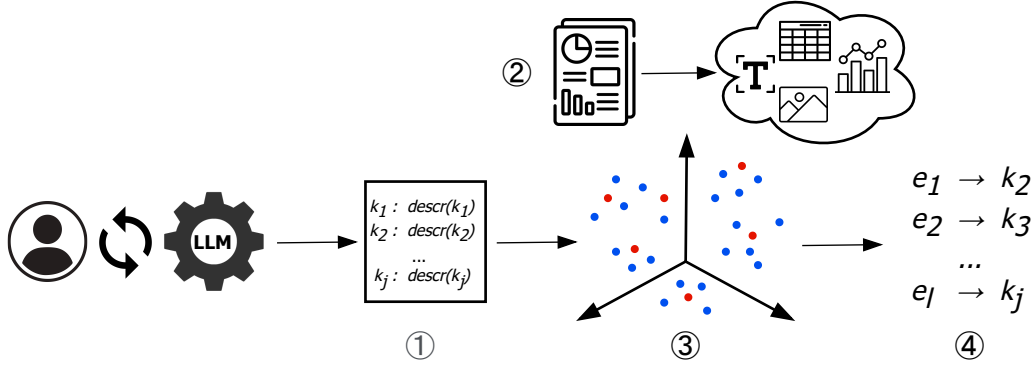 ②
T
LLM
k₁ : descr(k₁)
k₂ : descr(k₂)
...
kⱼ : descr(kⱼ)
①
③
e₁ → k₂
e₂ → k₃
...
eₗ → kⱼ
④